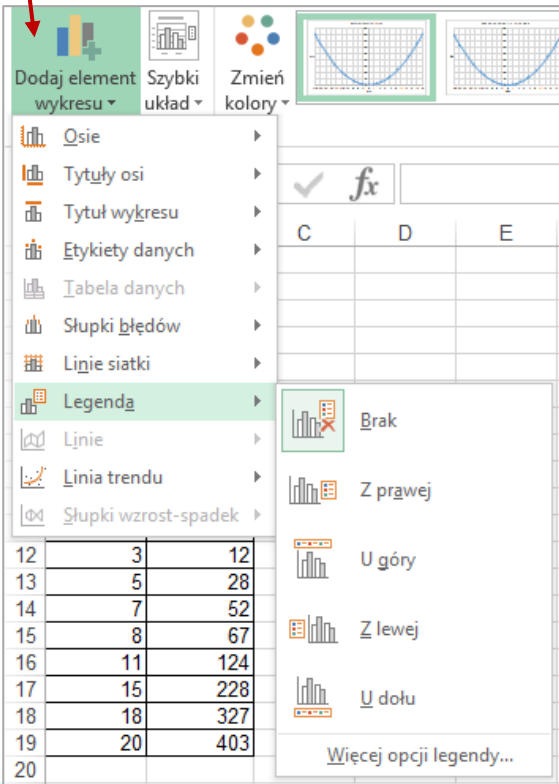 Dodaj element wykresu
Szybki układ
Zmień kolory
Osie
Tytuły osi
Tytuł wykresu
Etykiety danych
Tabela danych
Słupki błędów
Linie siatki
Legenda
Linie
Linia trendu
Słupki wzrost-spadek
fx
C D E
Brak
Z prawej
U góry
Z lewej
U dołu
Więcej opcji legendy...
12 3 12
13 5 28
14 7 52
15 8 67
16 11 124
17 15 228
18 18 327
19 20 403
20